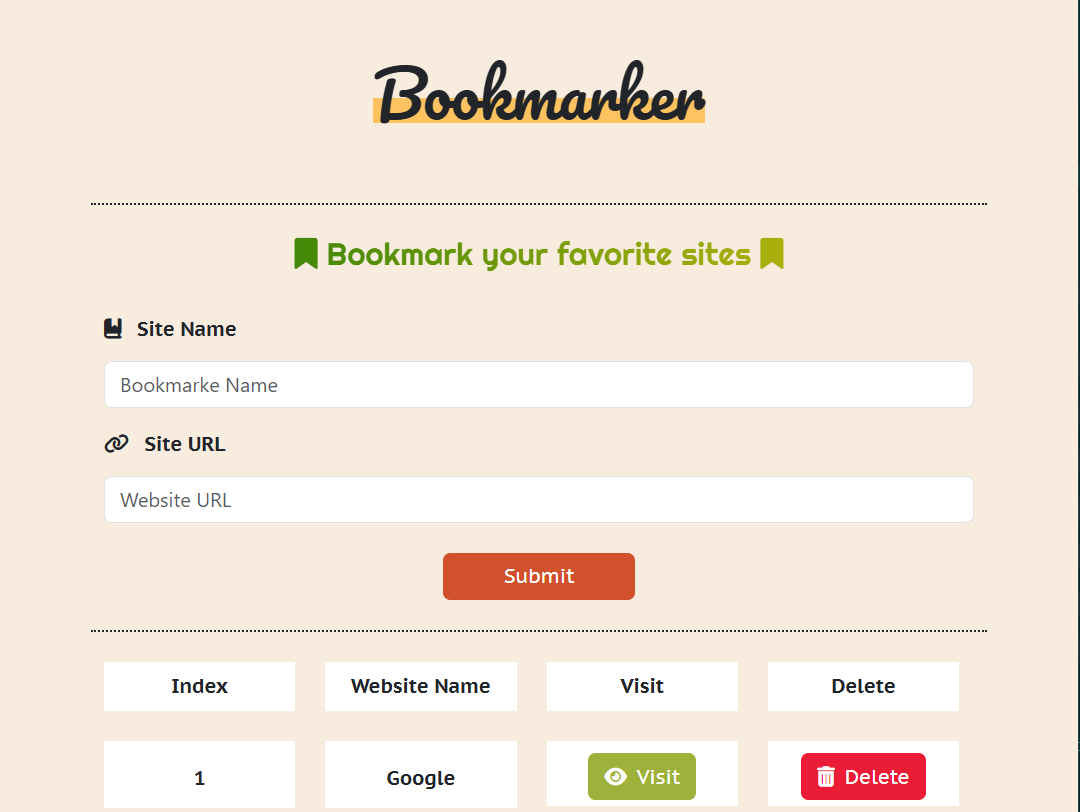 Bookmarker
Bookmark your favorite sites
Site Name
Bookmarke Name
Site URL
Website URL
Submit
Index Website Name Visit Delete
1 Google Visit Delete